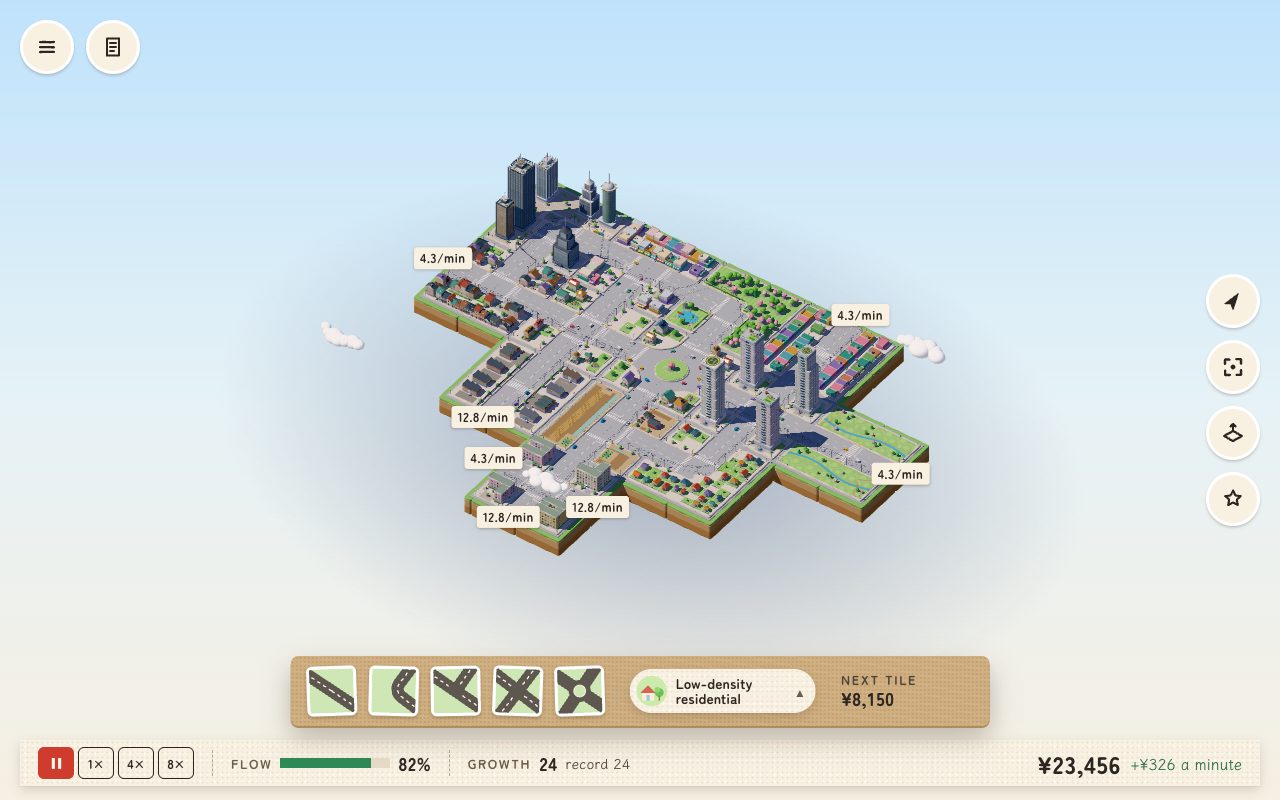 4.3/min
4.3/min
12.8/min
4.3/min
4.3/min
12.8/min
12.8/min
Low-density
residential
▲
NEXT TILE
¥8,150
1×
4×
8×
FLOW
82%
GROWTH 24 record 24
¥23,456 +¥326 a minute